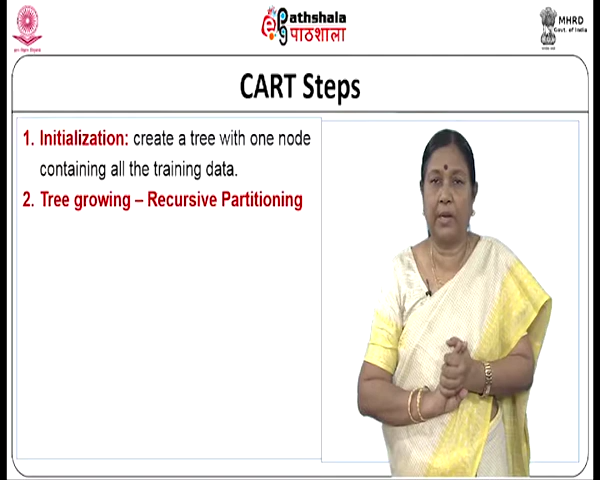 ePathshala
पाठशाला
MHRD
Govt. of India
CART Steps
1. Initialization: create a tree with one node
containing all the training data.
2. Tree growing – Recursive Partitioning